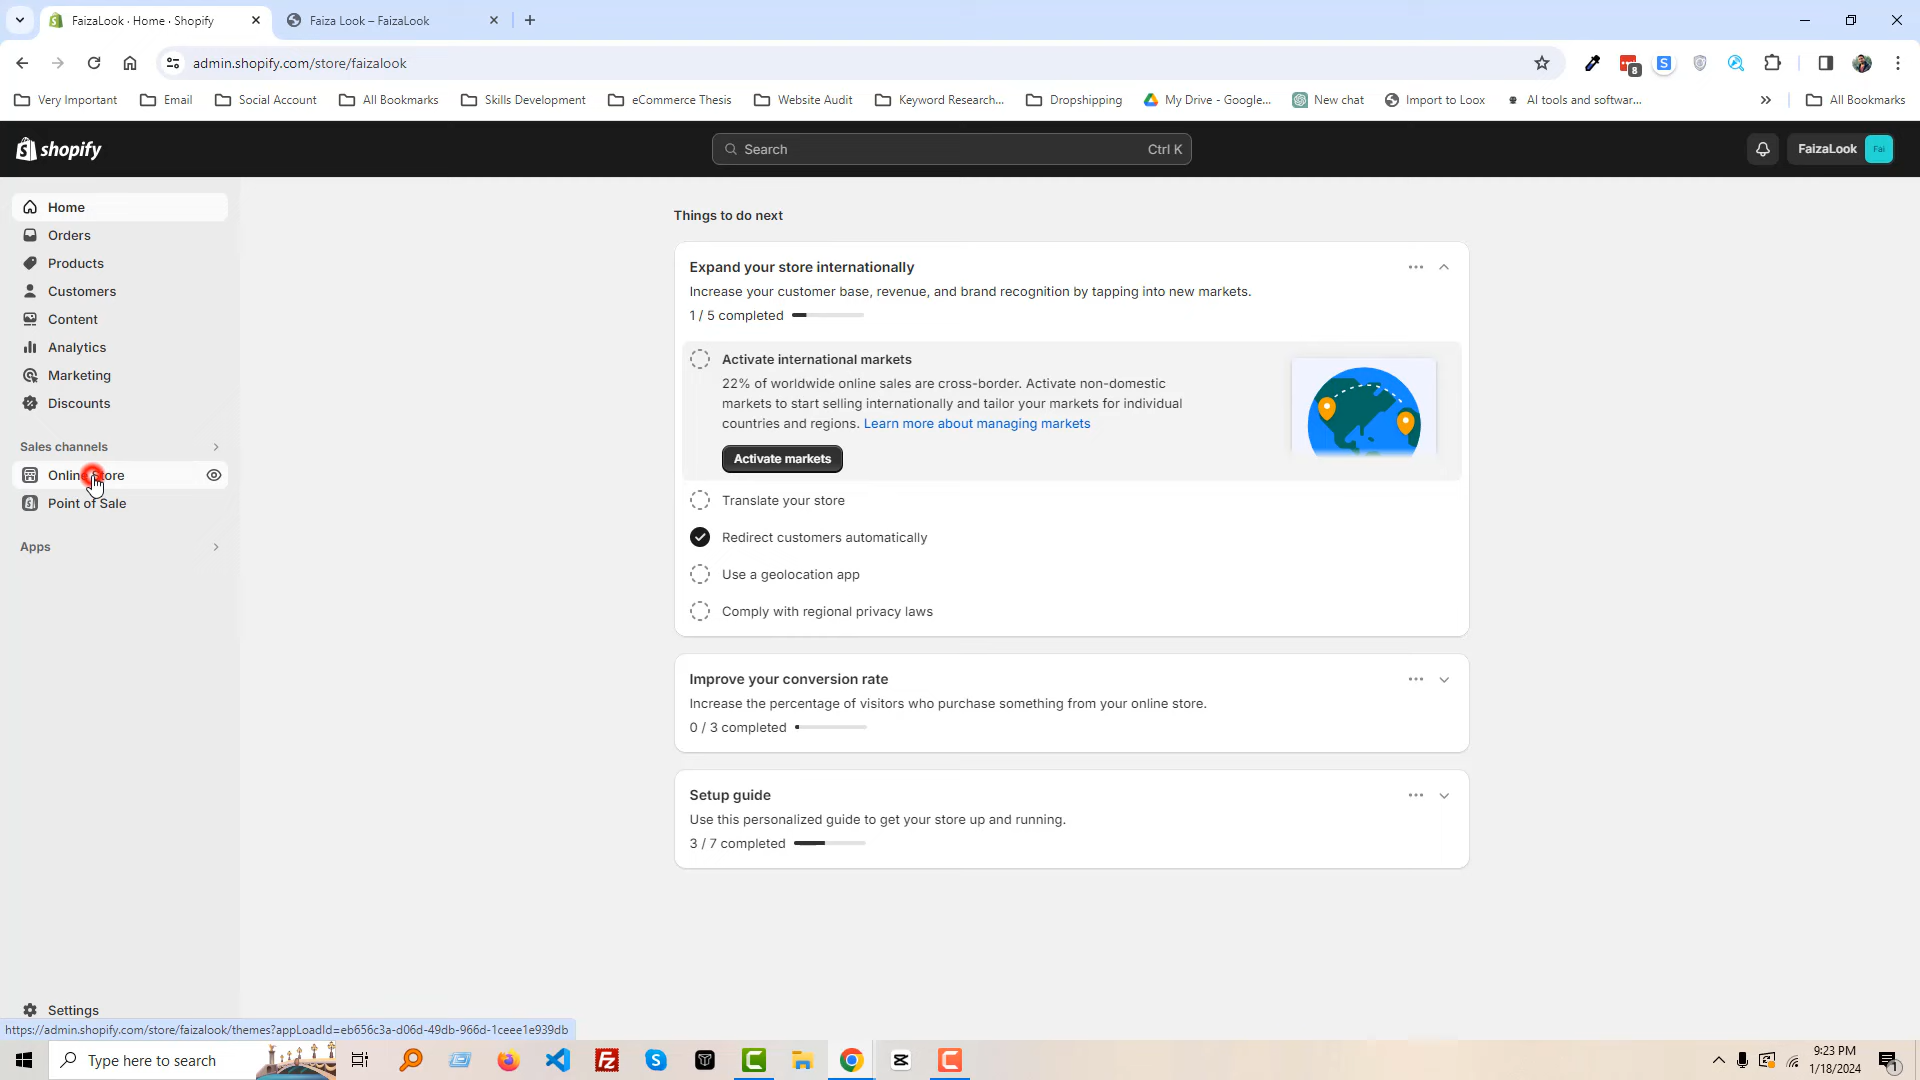 FaizaLook · Home · Shopify
Faiza Look – FaizaLook
admin.shopify.com/store/faizalook
8
Very Important
Email
Social Account
All Bookmarks
Skills Development
eCommerce Thesis
Website Audit
Keyword Research...
Dropshipping
My Drive - Google...
New chat
Import to Loox
AI tools and softwar...
All Bookmarks
shopify
Search
Ctrl K
FaizaLook
Fai
Home
Orders
Products
Customers
Content
Analytics
Marketing
Discounts
Sales channels
Online Store
Point of Sale
Apps
Settings
Things to do next
Expand your store internationally
Increase your customer base, revenue, and brand recognition by tapping into new markets.
1 / 5 completed
Activate international markets
22% of worldwide online sales are cross-border. Activate non-domestic
markets to start selling internationally and tailor your markets for individual
countries and regions. Learn more about managing markets
Activate markets
Translate your store
Redirect customers automatically
Use a geolocation app
Comply with regional privacy laws
Improve your conversion rate
Increase the percentage of visitors who purchase something from your online store.
0 / 3 completed
Setup guide
Use this personalized guide to get your store up and running.
3 / 7 completed
https://admin.shopify.com/store/faizalook/themes?appLoadId=eb656c3a-d06d-49db-966d-1ceee1e939db
Type here to search
9:23 PM
1/18/2024
1